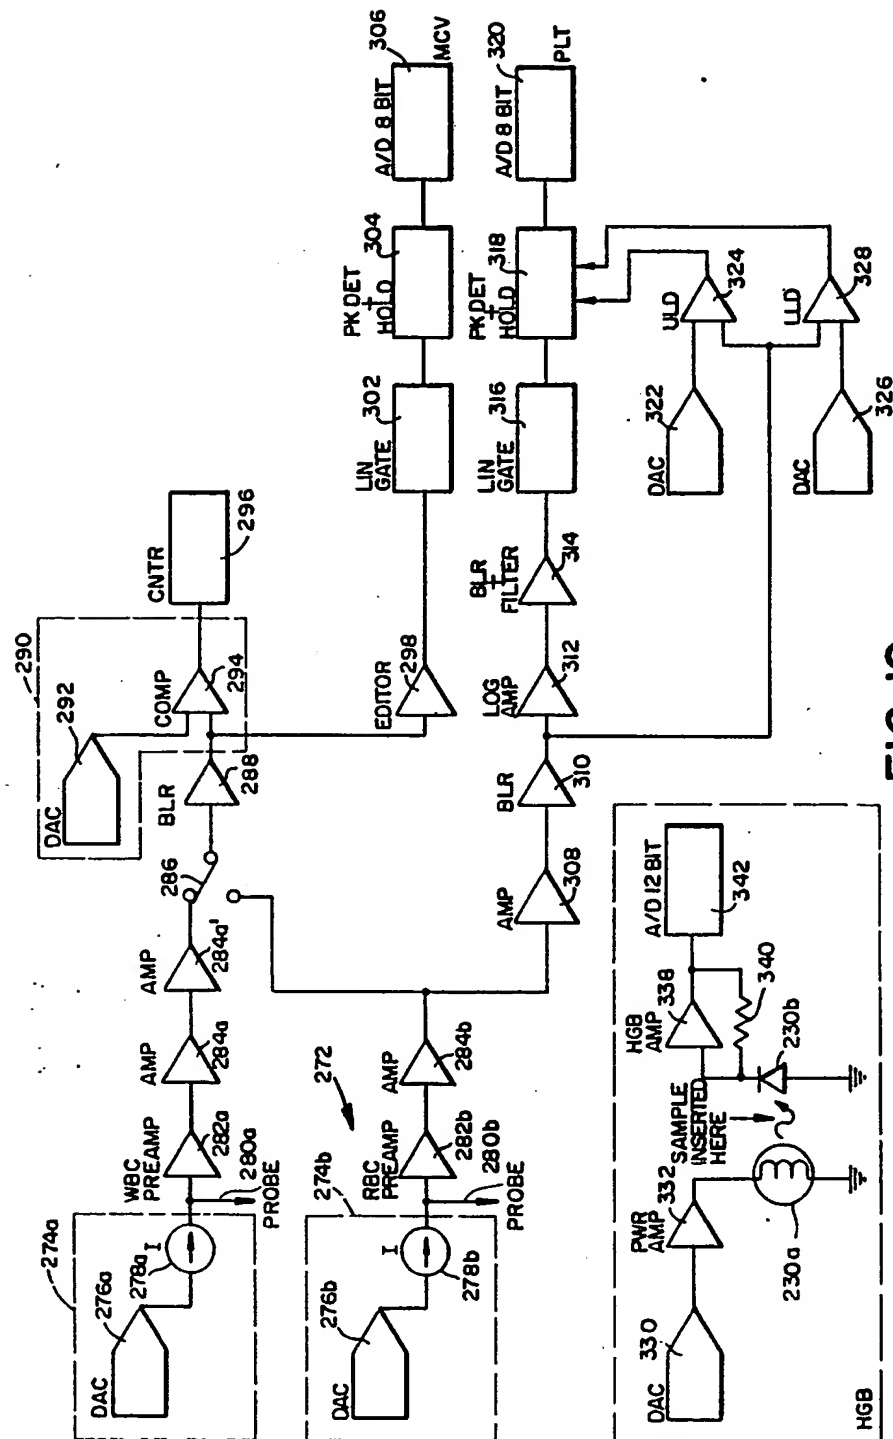 274a
276a
DAC
278a
I
WBC
PREAMP
282a
280a
PROBE
AMP
284a
AMP
284a'
286
BLR
288
290
292
DAC
COMP
294
CNTR
296
272
274b
276b
DAC
I
278b
RBC
PREAMP
282b
280b
PROBE
AMP
284b
EDITOR
298
LIN
GATE
302
PK DET
+
HOLD
304
A/D 8 BIT
306
MCV
AMP
308
BLR
310
LOG
AMP
312
BLR
+
FILTER
314
LIN
GATE
316
PK DET
+
HOLD
318
A/D 8 BIT
320
PLT
DAC
322
ULD
324
DAC
326
LLD
328
330
DAC
PWR
AMP
332
230a
SAMPLE
INSERTED
HERE
HGB
AMP
338
340
230b
A/D 12 BIT
342
HGB